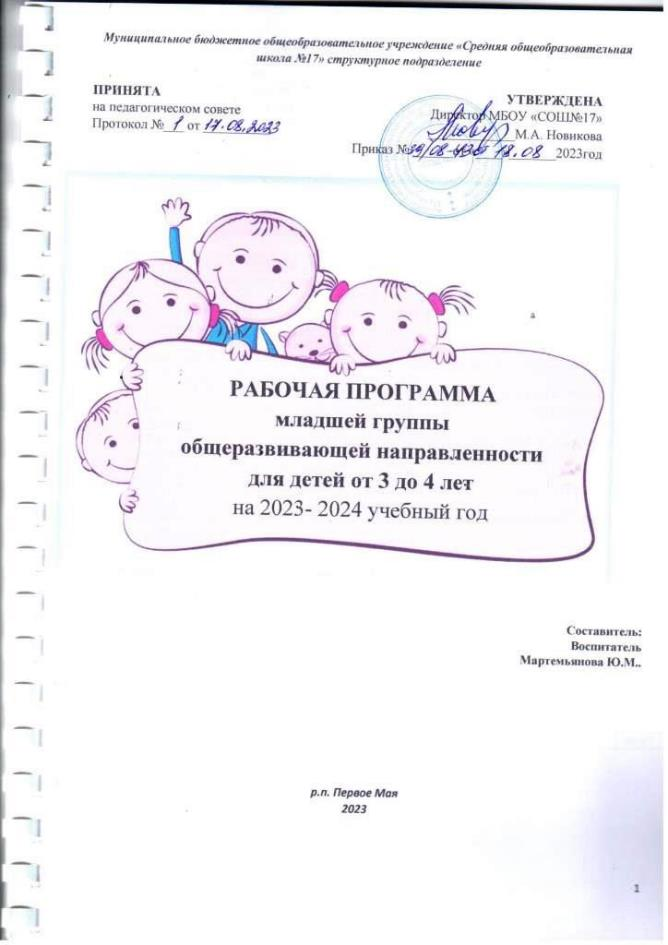 Муниципальное бюджетное общеобразовательное учреждение «Средняя общеобразовательная
школа №17» структурное подразделение
ПРИНЯТА
на педагогическом совете
Протокол № 1 от 17.08.2023
УТВЕРЖДЕНА
Директор МБОУ «СОШ№17»
М.А. Новикова
Приказ № 18.08 2023год
РАБОЧАЯ ПРОГРАММА
младшей группы
общеразвивающей направленности
для детей от 3 до 4 лет
на 2023- 2024 учебный год
Составитель:
Воспитатель
Мартемьянова Ю.М..
р.п. Первое Мая
2023
1